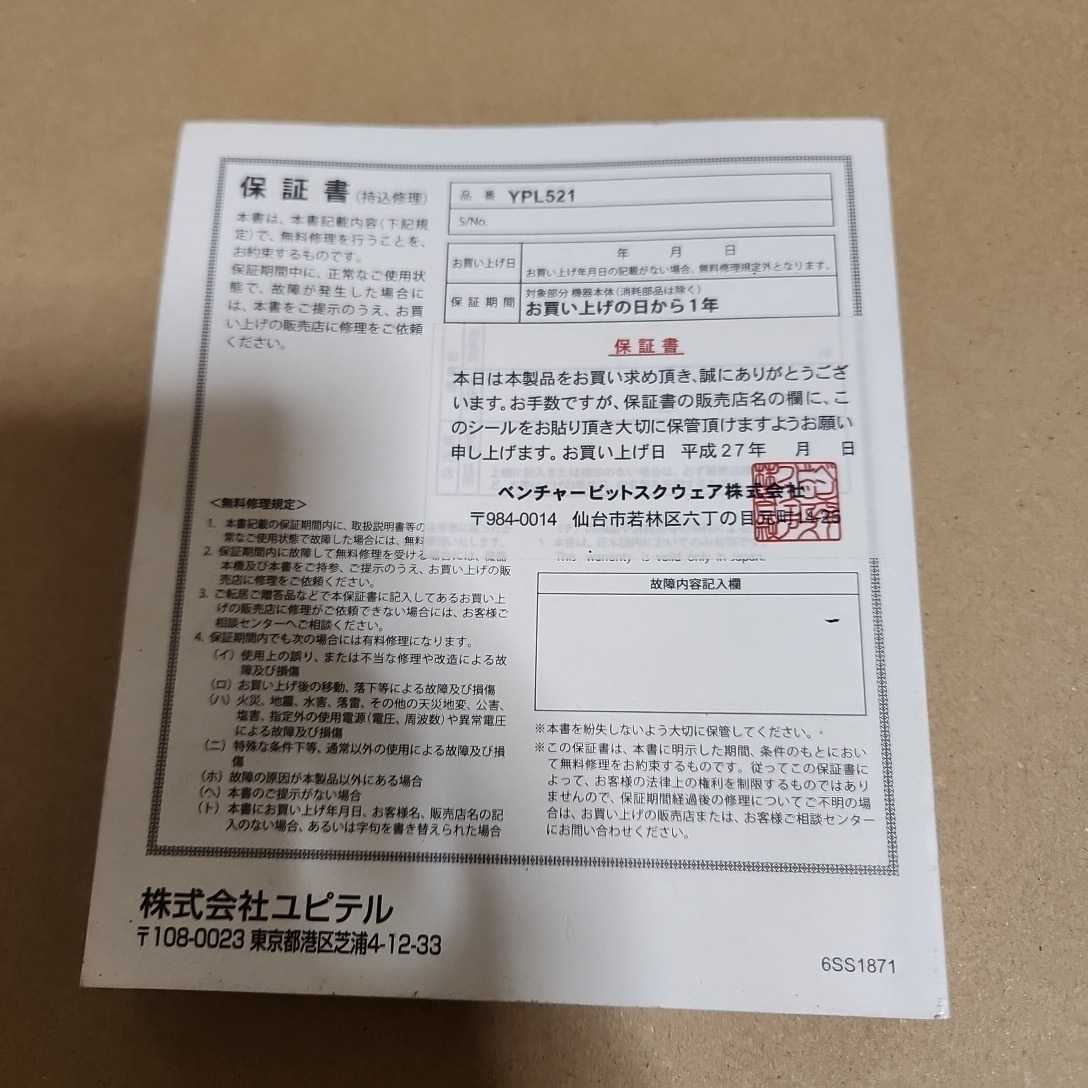 保証書(持込修理)
本書は、本書記載内容(下記規
定)で、無料修理を行うことを、
お約束するものです。
保証期間中に、正常なご使用状
態で、故障が発生した場合に
は、本書をご提示のうえ、お買
い上げの販売店に修理をご依頼
ください。
品番 YPL521
S/No.
お買い上げ日 年 月 日
お買い上げ年月日の記載がない場合、無料修理規定外となります。
保証期間 対象部分 機器本体(消耗部品は除く)
お買い上げの日から1年
保証書
本日は本製品をお買い求め頂き、誠にありがとうござ
います。お手数ですが、保証書の販売店名の欄に、こ
のシールをお貼り頂き大切に保管頂けますようお願い
申し上げます。お買い上げ日 平成27年 月 日
ベンチャービットスクウェア株式会社
〒984-0014 仙台市若林区六丁の目元町14-25
This warranty is valid only in Japan.
<無料修理規定>
1. 本書記載の保証期間内に、取扱説明書等の
常なご使用状態で故障した場合には、無料
2. 保証期間内に故障して無料修理を受ける
本機及び本書をご持参、ご提示のうえ、お買い上げの販
売店に修理をご依頼ください。
3. ご転居ご贈答品などで本保証書に記入してあるお買い上
げの販売店に修理がご依頼できない場合には、お客様ご
相談センターへご相談ください。
4. 保証期間内でも次の場合には有料修理になります。
(イ) 使用上の誤り、または不当な修理や改造による故
障及び損傷
(ロ) お買い上げ後の移動、落下等による故障及び損傷
(ハ) 火災、地震、水害、落雷、その他の天災地変、公害、
塩害、指定外の使用電源(電圧、周波数)や異常電圧
による故障及び損傷
(ニ) 特殊な条件下等、通常以外の使用による故障及び損
傷
(ホ) 故障の原因が本製品以外にある場合
(ヘ) 本書のご提示がない場合
(ト) 本書にお買い上げ年月日、お客様名、販売店名の記
入のない場合、あるいは字句を書き替えられた場合
故障内容記入欄
※本書を紛失しないよう大切に保管してください。
※この保証書は、本書に明示した期間、条件のもとにおい
て無料修理をお約束するものです。従ってこの保証書に
よって、お客様の法律上の権利を制限するものではあり
ませんので、保証期間経過後の修理についてご不明の場
合は、お買い上げの販売店または、お客様ご相談センター
にお問い合わせください。
株式会社ユピテル
〒108-0023 東京都港区芝浦4-12-33
6SS1871